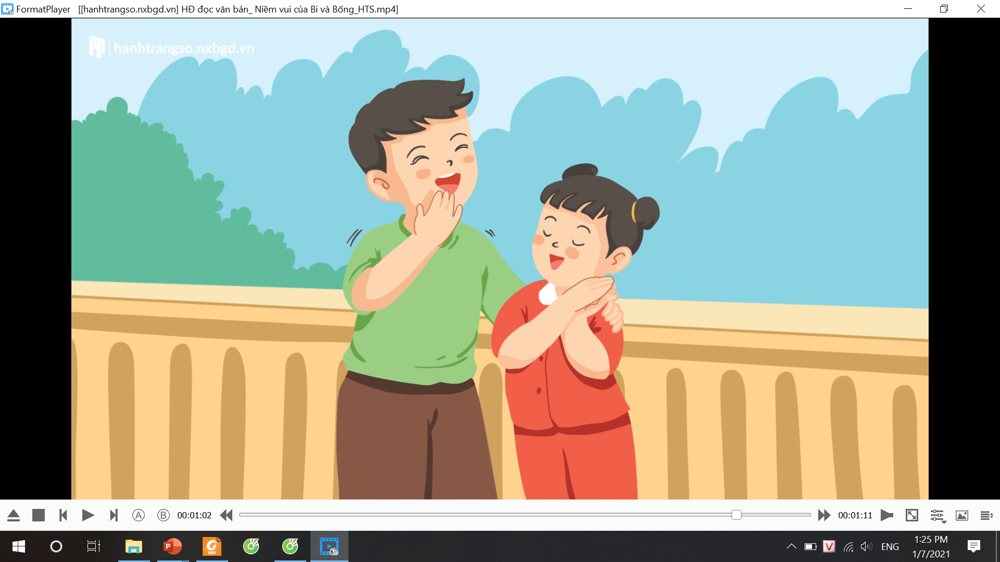 FormatPlayer [[hanhtrangso.nxbgd.vn] HĐ đọc văn bản_ Niềm vui của Bi và Bống_HTS.mp4]
hanhtrangso.nxbgd.vn
A B 00:01:02 00:01:11
P PDF V ENG 1:25 PM
1/7/2021